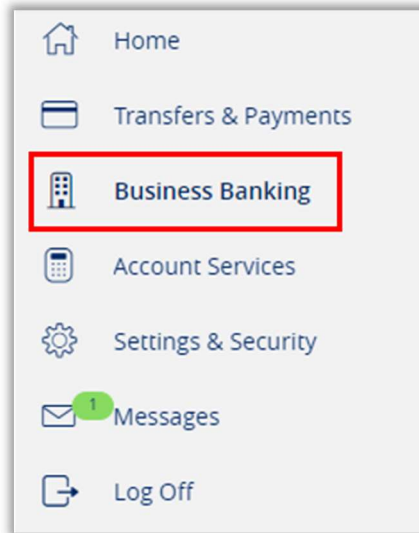 Home
Transfers & Payments
Business Banking
Account Services
Settings & Security
1
Messages
Log Off